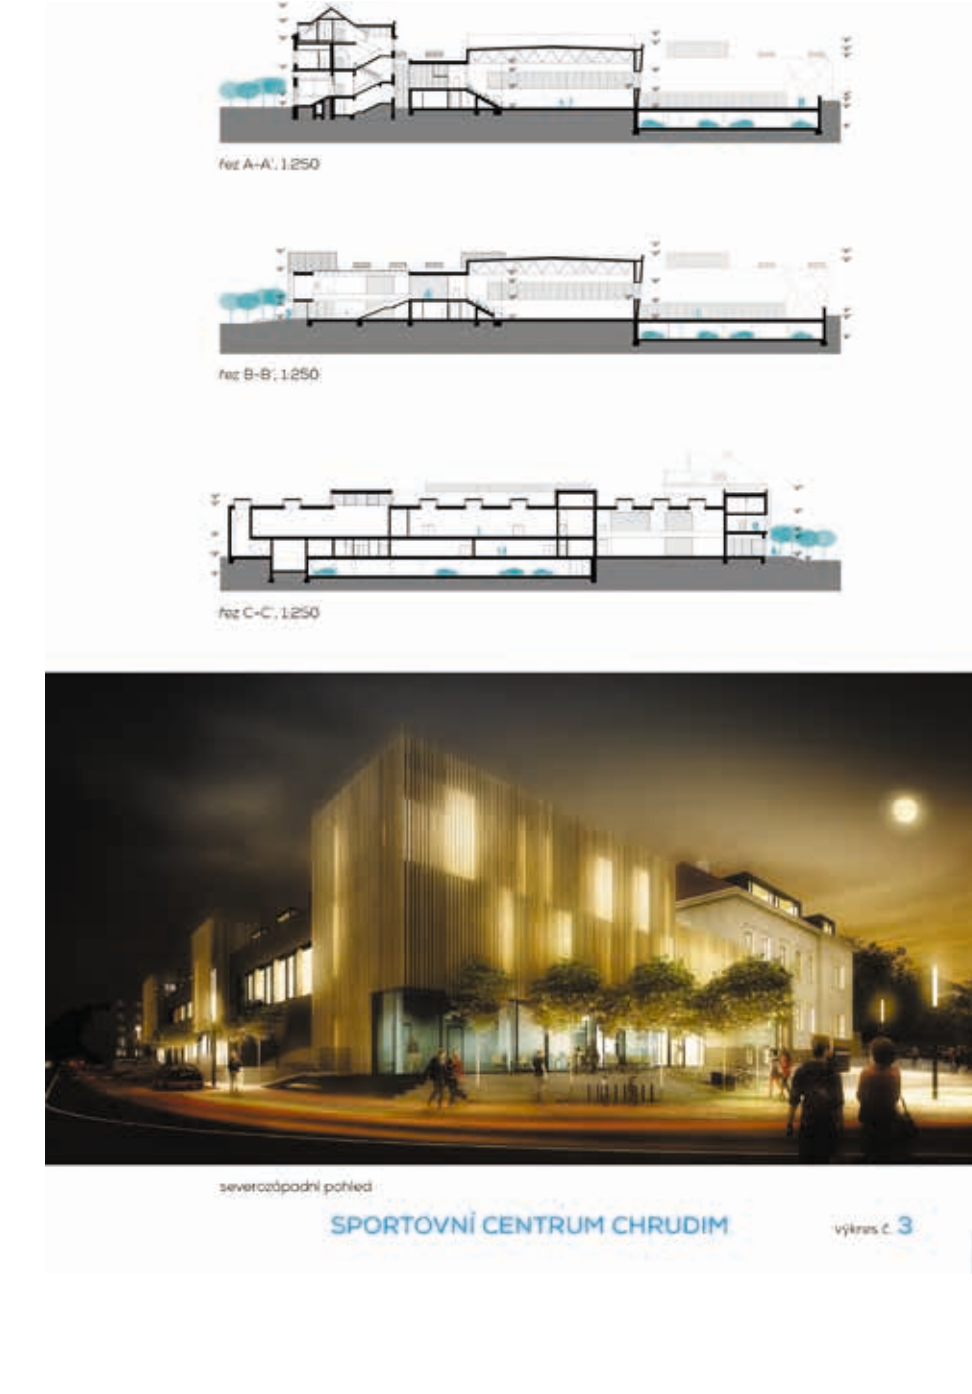 řez A-A', 1:250
řez B-B', 1:250
řez C-C', 1:250
severozápadní pohled
SPORTOVNÍ CENTRUM CHRUDIM
výkres č. 3